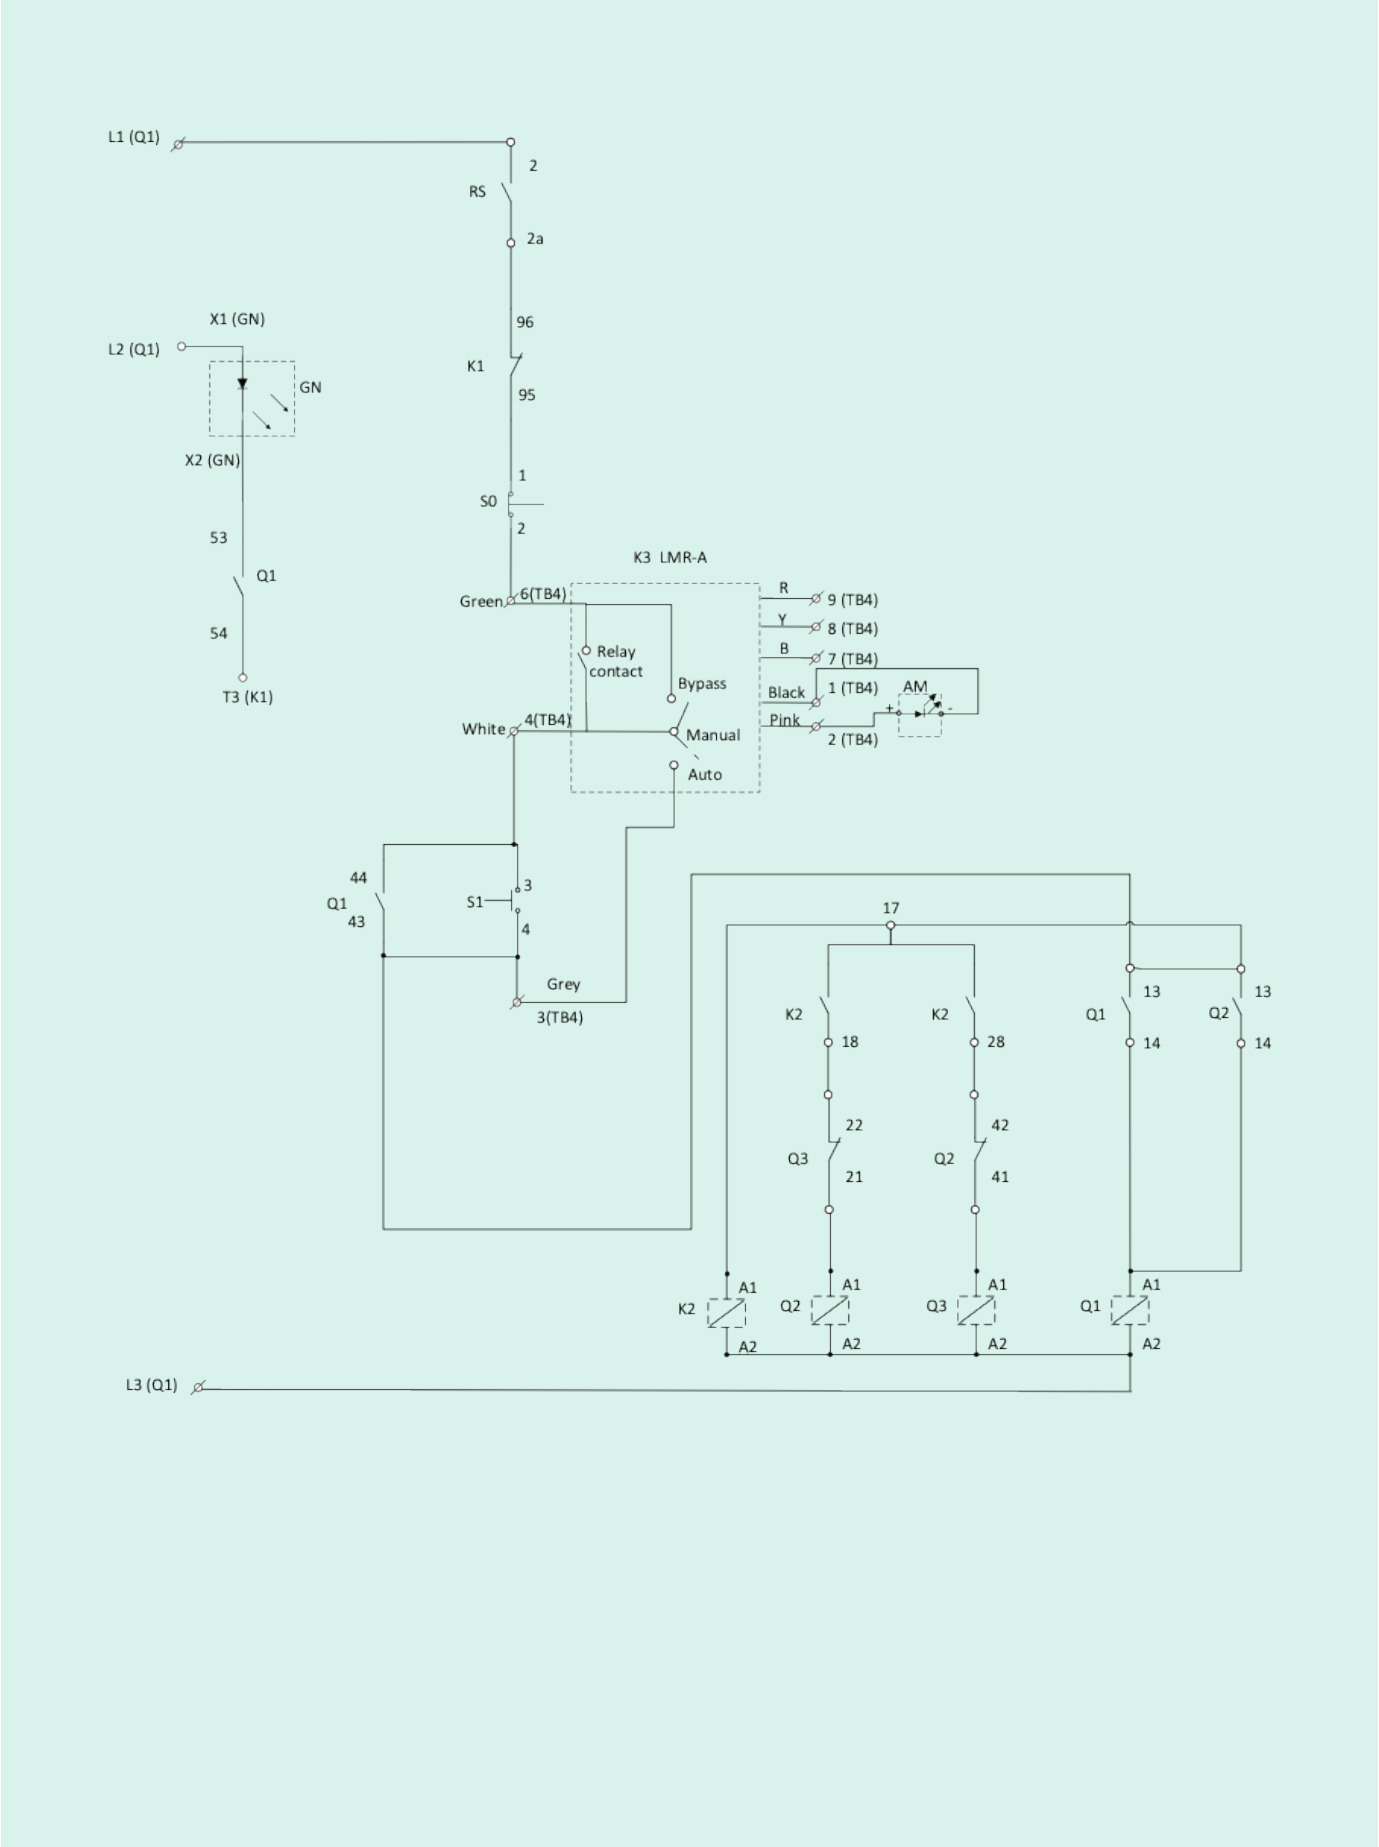 L1 (Q1)
2
RS
2a
X1 (GN)
96
L2 (Q1)
K1
GN
95
X2 (GN)
1
S0
2
53
K3 LMR-A
Q1
R
6(TB4)
9 (TB4)
Green
Y
8 (TB4)
54
Relay
contact
B
7 (TB4)
T3 (K1)
Bypass
Black
1 (TB4)
AM
+
-
4(TB4)
Pink
White
Manual
2 (TB4)
Auto
44
3
S1
Q1
43
17
4
Grey
13
13
3(TB4)
K2
K2
Q1
Q2
18
28
14
14
22
42
Q3
Q2
21
41
A1
A1
A1
A1
K2
Q2
Q3
Q1
A2
A2
A2
A2
L3 (Q1)